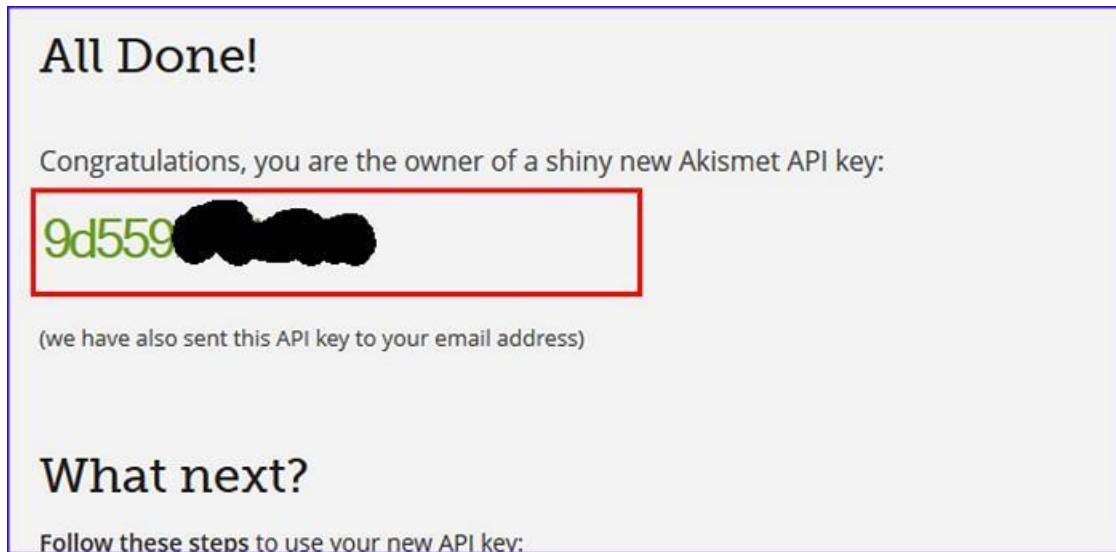 All Done!
Congratulations, you are the owner of a shiny new Akismet API key:
9d559
(we have also sent this API key to your email address)
What next?
Follow these steps to use your new API key: